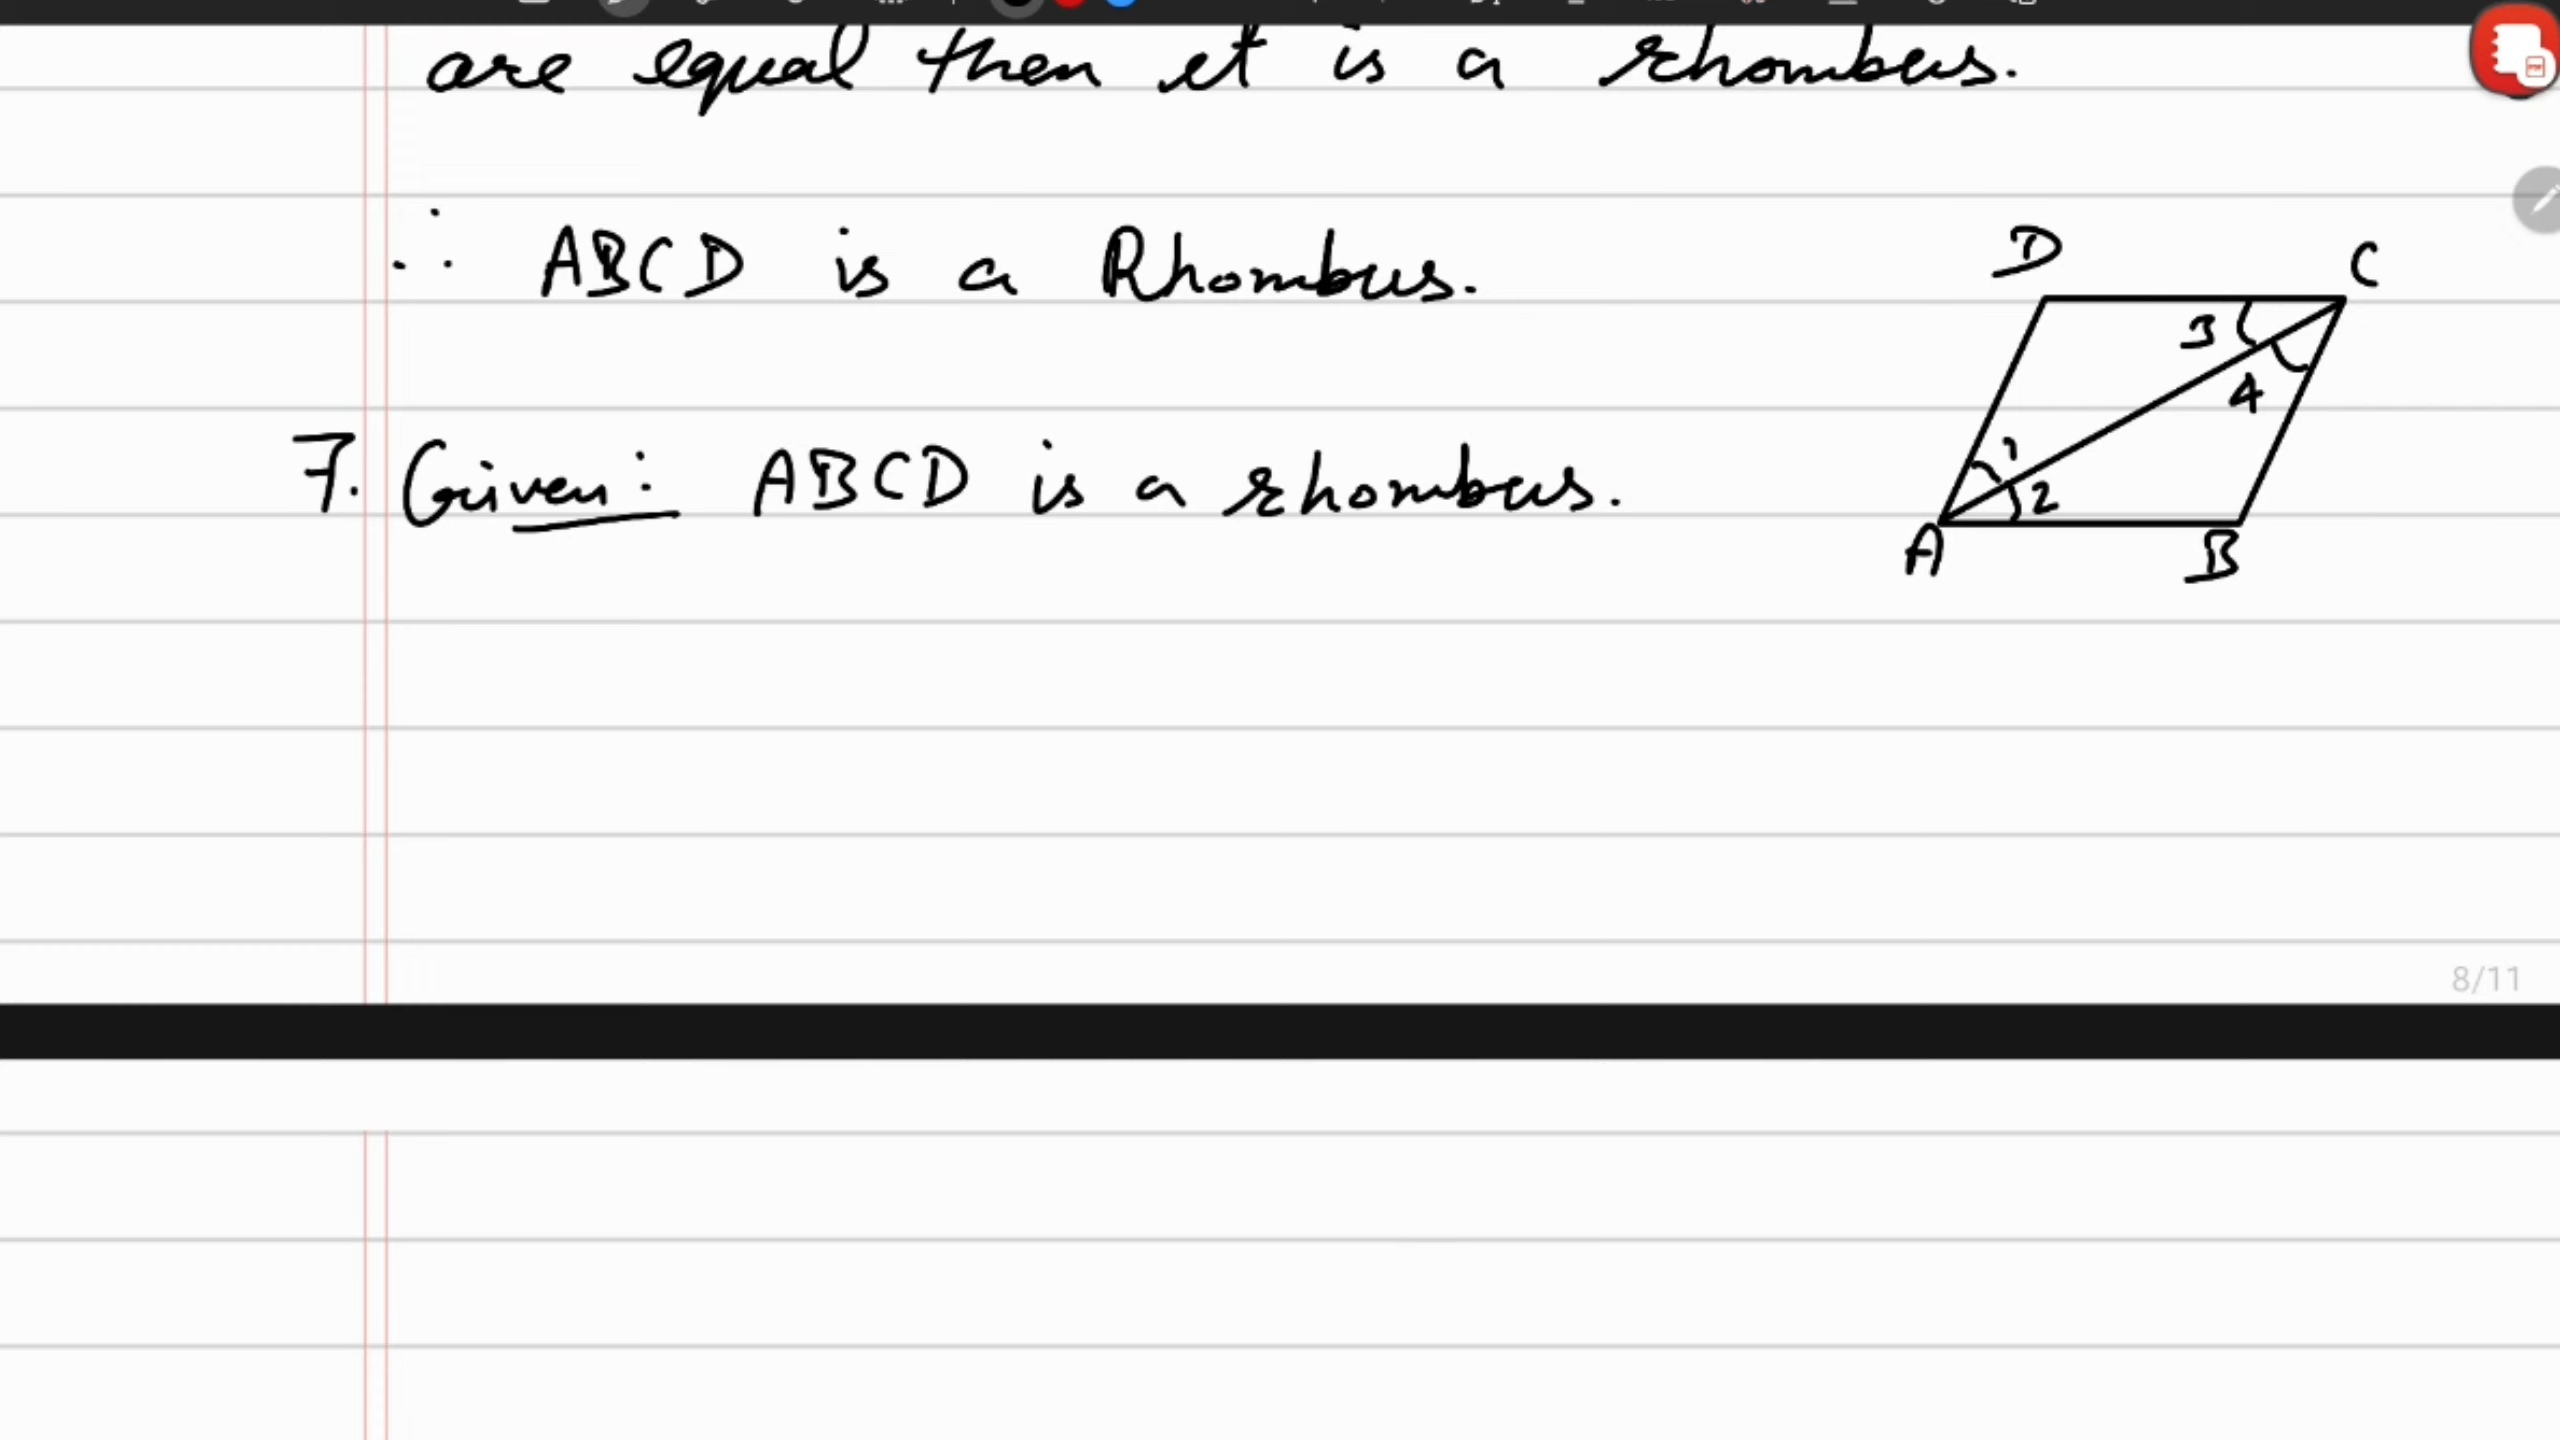 are equal then it is a rhombus.
∴ ABCD is a Rhombus.
D C
3
4
7. Given: ABCD is a rhombus.
1
2
A B
8/11